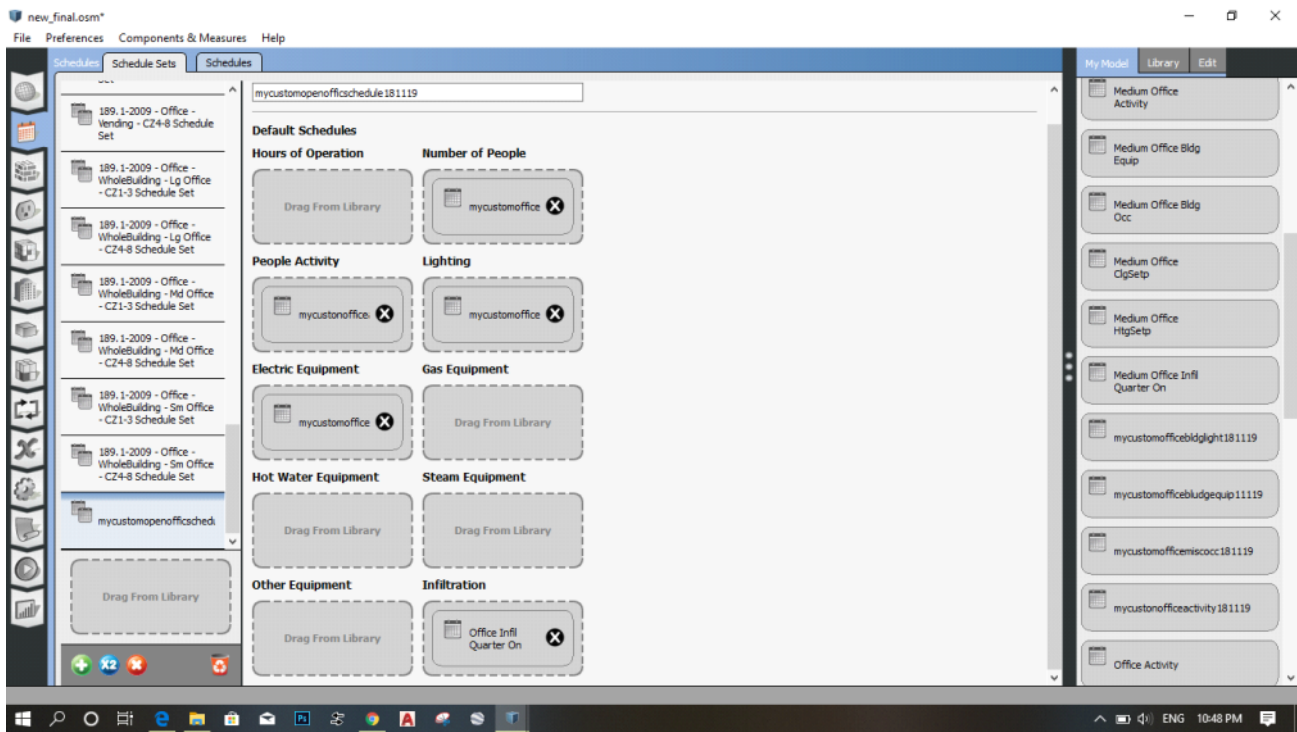 new_final.osm*
File Preferences Components & Measures Help
Schedules Schedule Sets Schedules
My Model Library Edit
189.1-2009 - Office -
Vending - CZ4-8 Schedule
Set
189.1-2009 - Office -
WholeBuilding - Lg Office
- CZ1-3 Schedule Set
189.1-2009 - Office -
WholeBuilding - Lg Office
- CZ4-8 Schedule Set
189.1-2009 - Office -
WholeBuilding - Md Office
- CZ1-3 Schedule Set
189.1-2009 - Office -
WholeBuilding - Md Office
- CZ4-8 Schedule Set
189.1-2009 - Office -
WholeBuilding - Sm Office
- CZ1-3 Schedule Set
189.1-2009 - Office -
WholeBuilding - Sm Office
- CZ4-8 Schedule Set
mycustomopenofficschedu
Drag From Library
X2
mycustomopenofficschedule181119
Default Schedules
Hours of Operation Number of People
Drag From Library mycustomoffice
People Activity Lighting
mycustonoffice mycustomoffice
Electric Equipment Gas Equipment
mycustomoffice Drag From Library
Hot Water Equipment Steam Equipment
Drag From Library Drag From Library
Other Equipment Infiltration
Drag From Library Office Infil
Quarter On
Medium Office
Activity
Medium Office Bldg
Equip
Medium Office Bldg
Occ
Medium Office
ClgSetp
Medium Office
HtgSetp
Medium Office Infil
Quarter On
mycustomofficebldglight181119
mycustomofficebludgequip11119
mycustomofficemiscocc181119
mycustonofficeactivity181119
Office Activity
Ps
ENG 10:48 PM